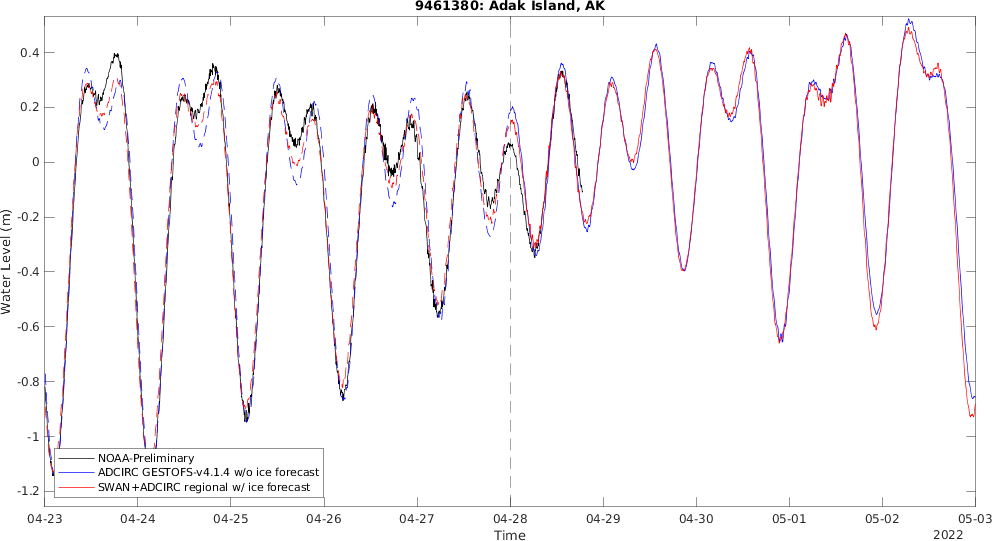 9461380: Adak Island, AK
Water Level (m)
0.4
0.2
0
-0.2
-0.4
-0.6
-0.8
-1
-1.2
NOAA-Preliminary
ADCIRC GESTOFS-v4.1.4 w/o ice forecast
SWAN+ADCIRC regional w/ ice forecast
04-23 04-24 04-25 04-26 04-27 04-28 04-29 04-30 05-01 05-02 05-03
Time
2022